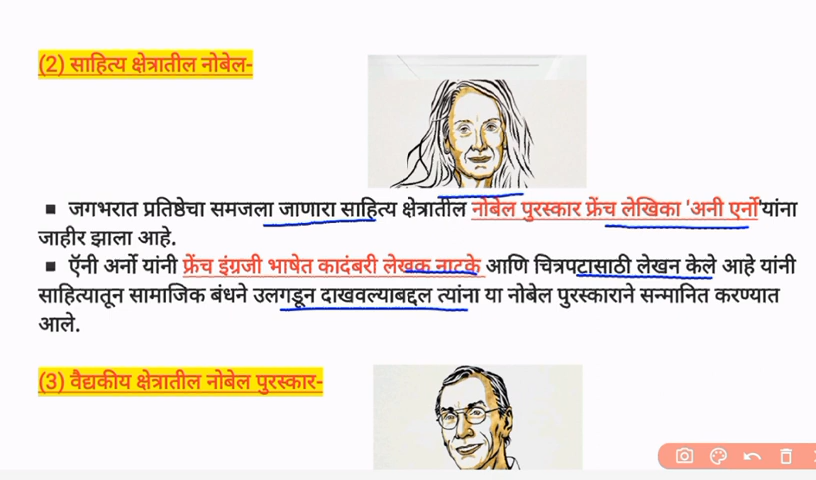 (2) साहित्य क्षेत्रातील नोबेल-
▪ जगभरात प्रतिष्ठेचा समजला जाणारा साहित्य क्षेत्रातील नोबेल पुरस्कार फ्रेंच लेखिका 'अनी एर्नो'यांना
जाहीर झाला आहे.
▪ ऍनी अर्नो यांनी फ्रेंच इंग्रजी भाषेत कादंबरी लेखक नाटके आणि चित्रपटासाठी लेखन केले आहे यांनी
साहित्यातून सामाजिक बंधने उलगडून दाखवल्याबद्दल त्यांना या नोबेल पुरस्काराने सन्मानित करण्यात
आले.
(3) वैद्यकीय क्षेत्रातील नोबेल पुरस्कार-